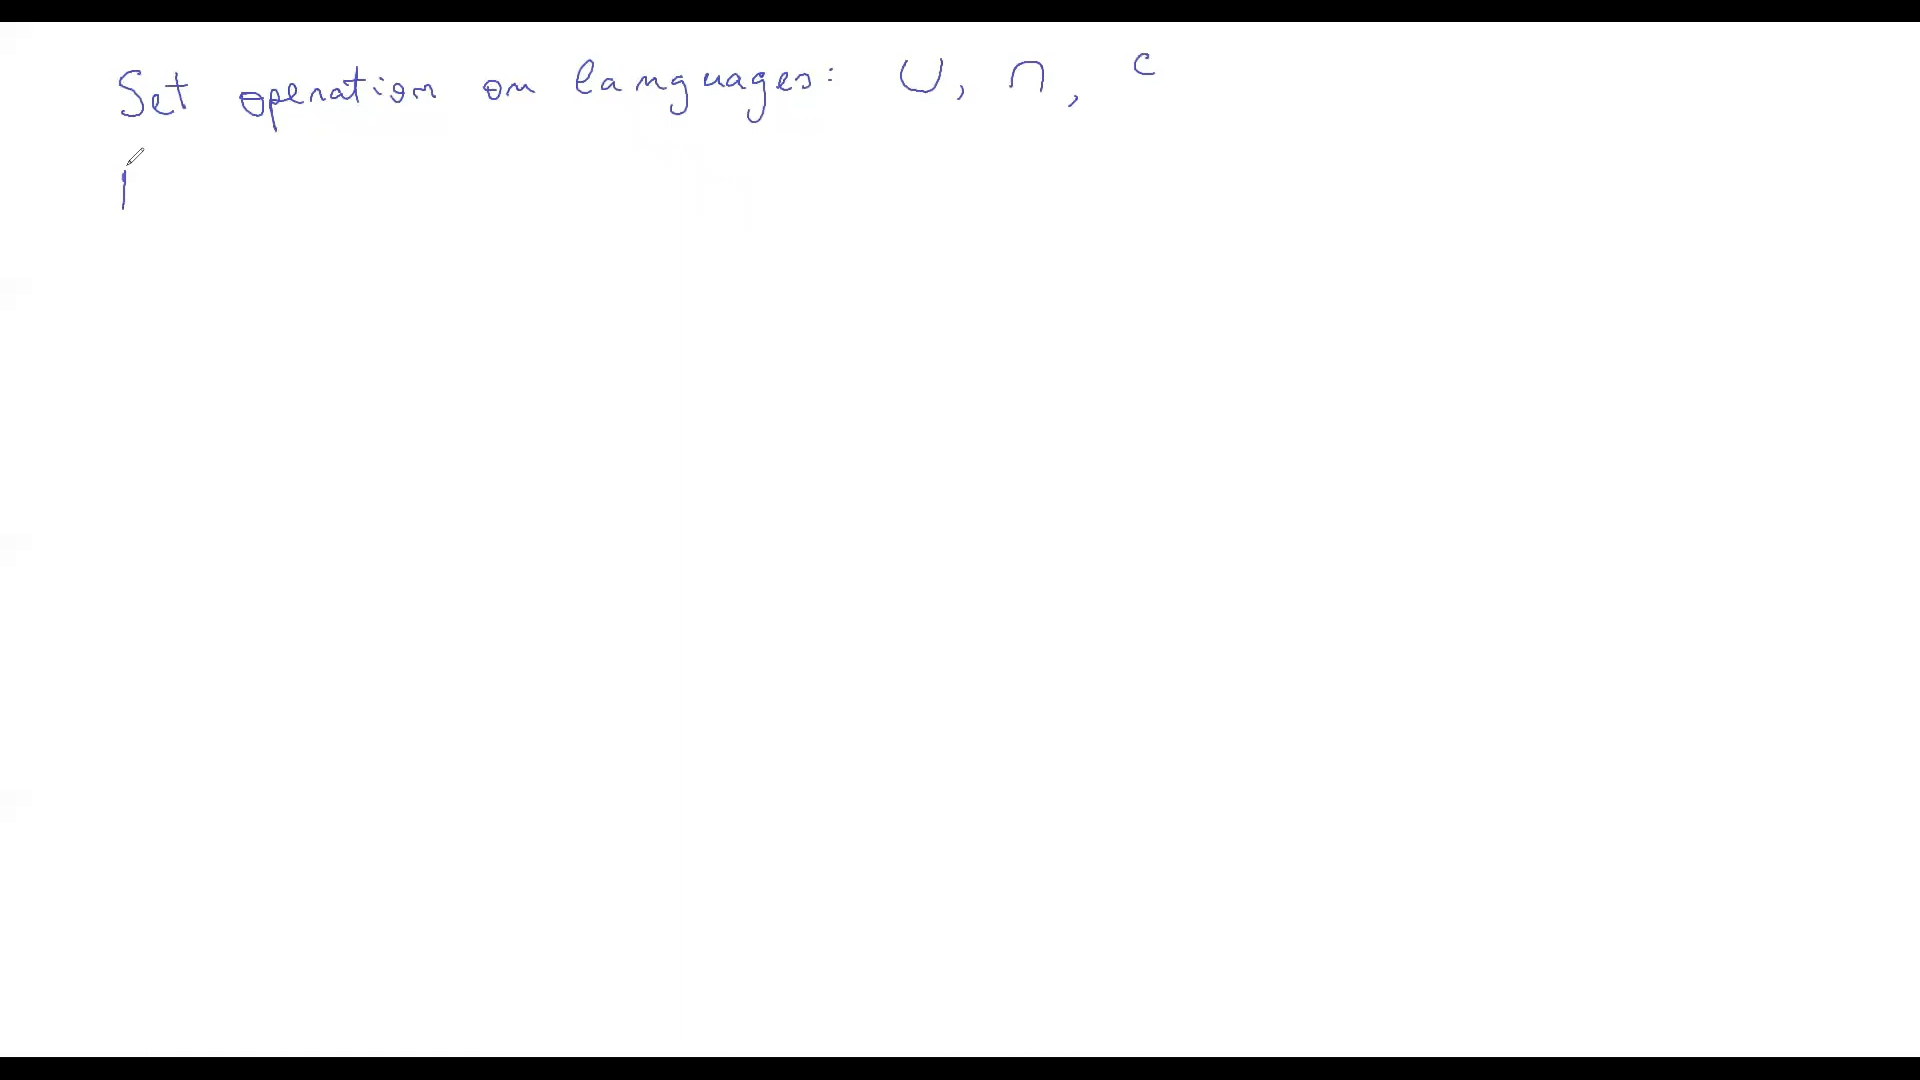 Set operation on languages: ∪, ∩, c